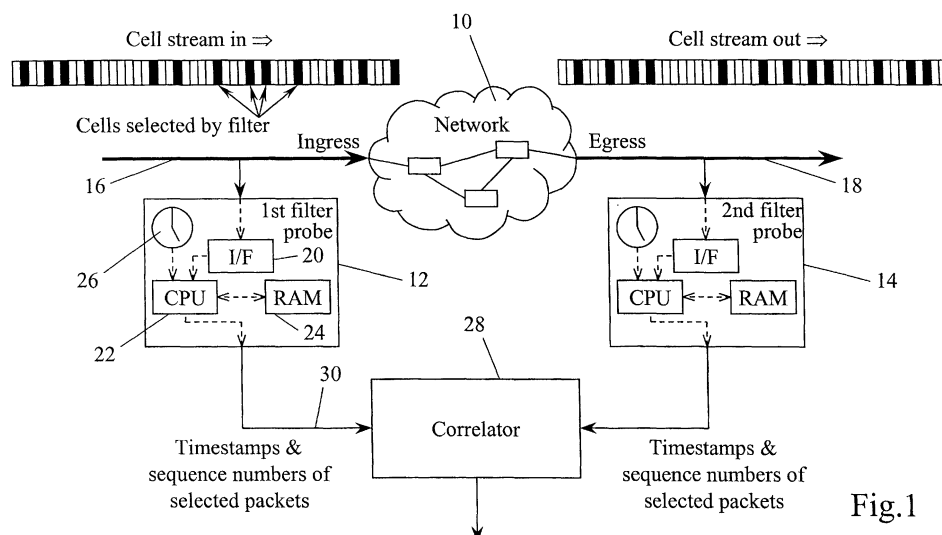 Cell stream in ⇒
10
Cell stream out ⇒
Cells selected by filter
Network
Ingress
Egress
16
18
1st filter
probe
2nd filter
probe
26
I/F
20
12
I/F
14
CPU
RAM
CPU
RAM
22
24
28
30
Correlator
Timestamps &
sequence numbers of
selected packets
Timestamps &
sequence numbers of
selected packets
Fig.1